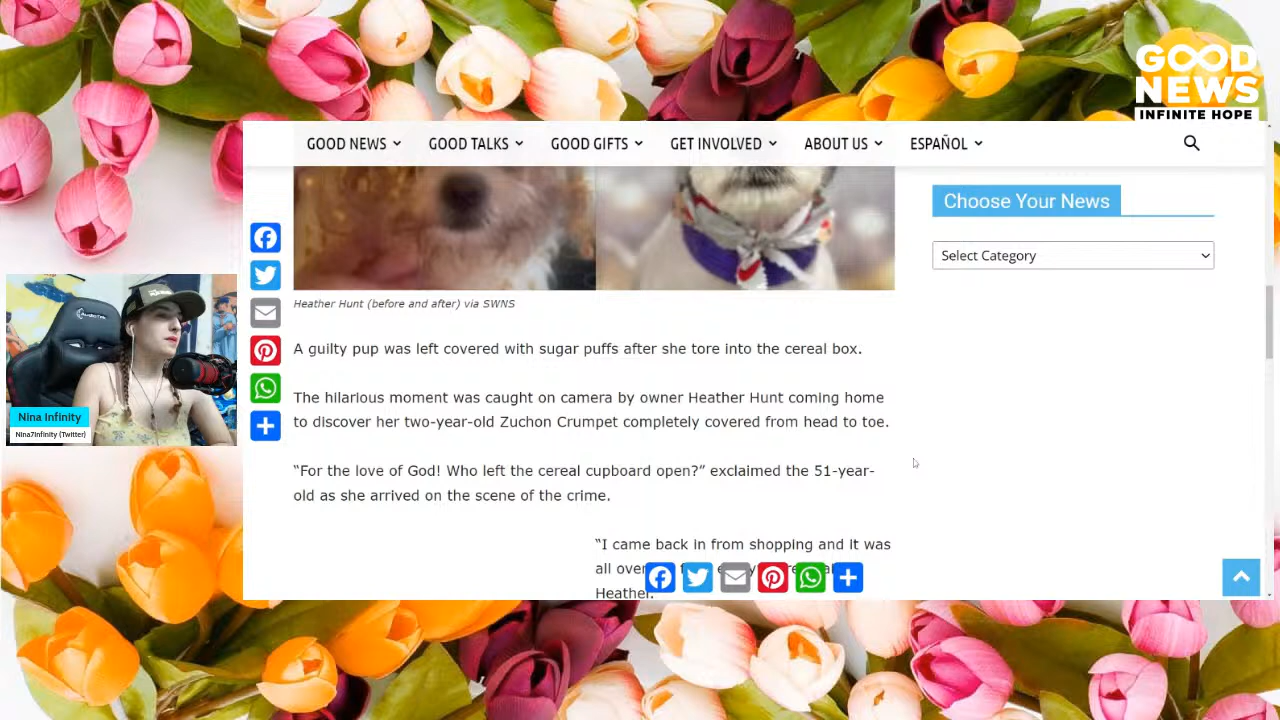 GOOD
NEWS
INFINITE HOPE
GOOD NEWS
GOOD TALKS
GOOD GIFTS
GET INVOLVED
ABOUT US
ESPAÑOL
Choose Your News
Select Category
Heather Hunt (before and after) via SWNS
A guilty pup was left covered with sugar puffs after she tore into the cereal box.
The hilarious moment was caught on camera by owner Heather Hunt coming home
to discover her two-year-old Zuchon Crumpet completely covered from head to toe.
“For the love of God! Who left the cereal cupboard open?” exclaimed the 51-year-
old as she arrived on the scene of the crime.
“I came back in from shopping and it was
all over
Heather.
Nina Infinity
Nina7Infinity (Twitter)